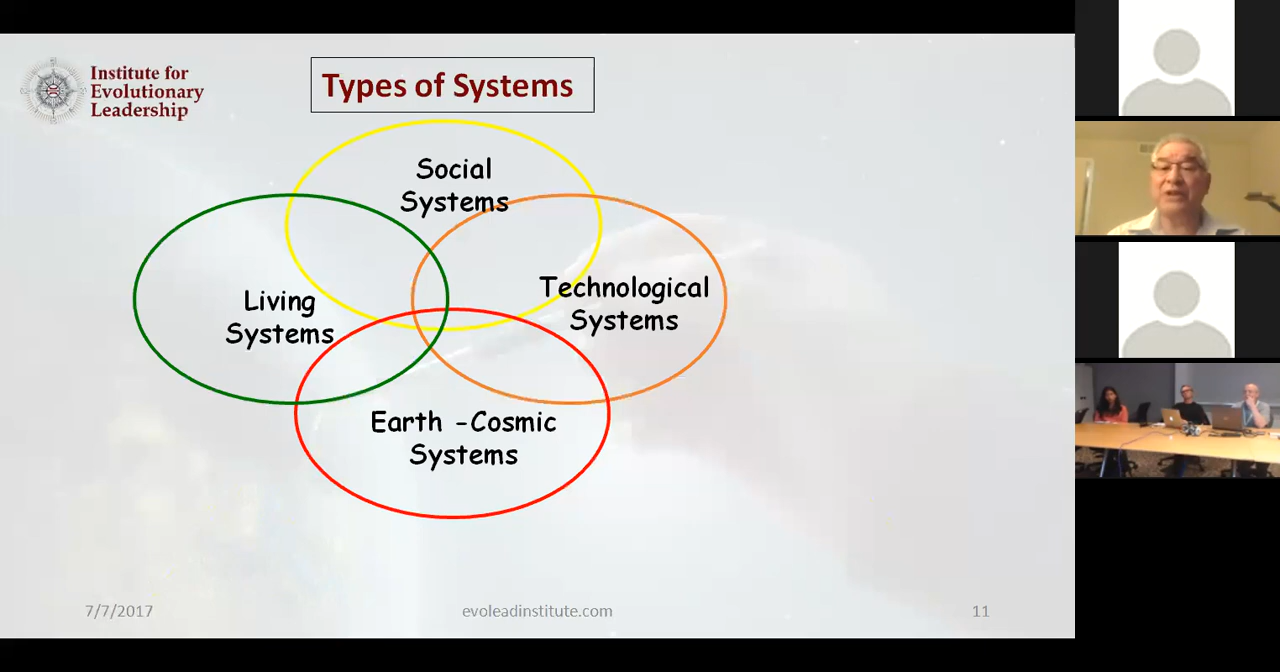 Institute for
Evolutionary
Leadership
Types of Systems
Social
Systems
Technological
Systems
Living
Systems
Earth -Cosmic
Systems
7/7/2017
evoleadinstitute.com
11